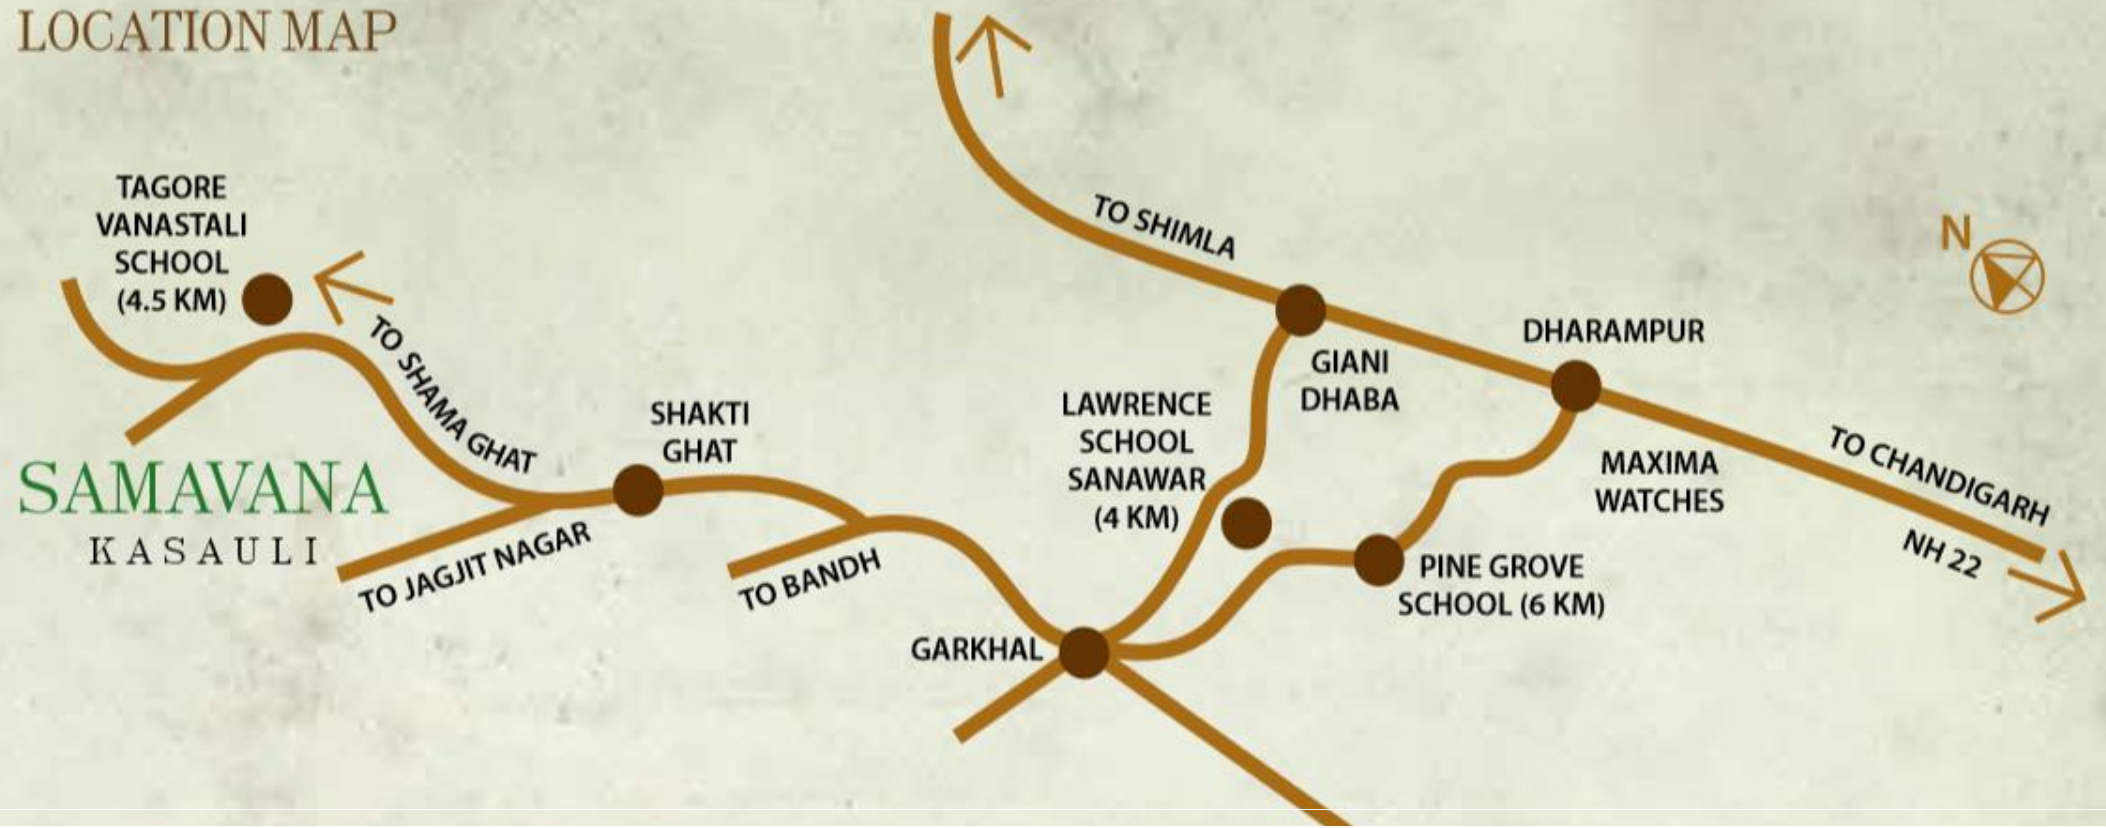 LOCATION MAP
TO SHIMLA
TAGORE
VANASTALI
SCHOOL
(4.5 KM)
TO SHAMA GHAT
N
DHARAMPUR
GIANI
DHABA
LAWRENCE
SCHOOL
SANAWAR
(4 KM)
SHAKTI
GHAT
MAXIMA
WATCHES
TO CHANDIGARH
NH 22
SAMAVANA
KASAULI
TO JAGJIT NAGAR
TO BANDH
PINE GROVE
SCHOOL (6 KM)
GARKHAL